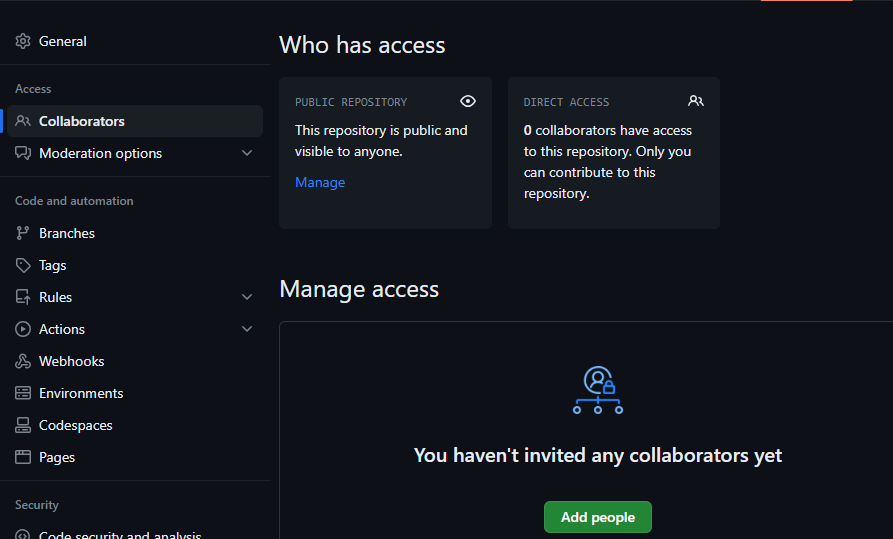 General
Access
Collaborators
Moderation options
Code and automation
Branches
Tags
Rules
Actions
Webhooks
Environments
Codespaces
Pages
Security
Code security and analysis
Who has access
PUBLIC REPOSITORY
This repository is public and
visible to anyone.
Manage
DIRECT ACCESS
0 collaborators have access
to this repository. Only you
can contribute to this
repository.
Manage access
You haven't invited any collaborators yet
Add people